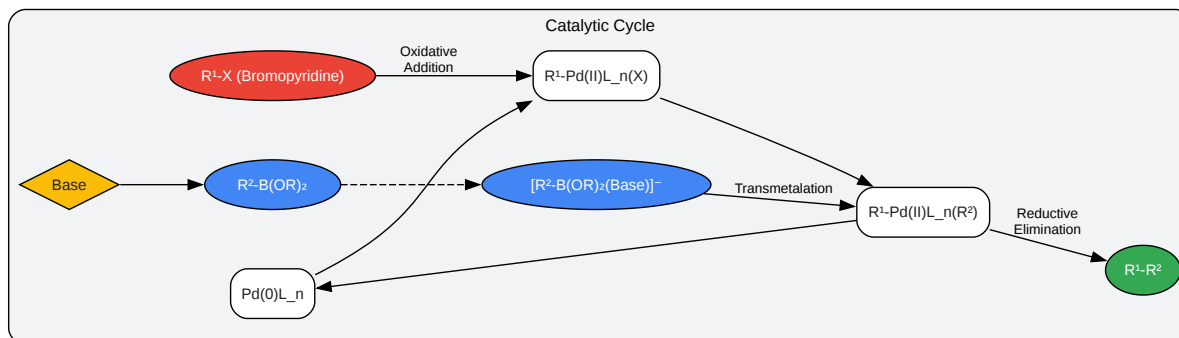 Catalytic Cycle
R¹-X (Bromopyridine)
Oxidative
Addition
R¹-Pd(II)L_n(X)
Base
R²-B(OR)₂
[R²-B(OR)₂(Base)]⁻
Transmetalation
R¹-Pd(II)L_n(R²)
Reductive
Elimination
R¹-R²
Pd(0)L_n